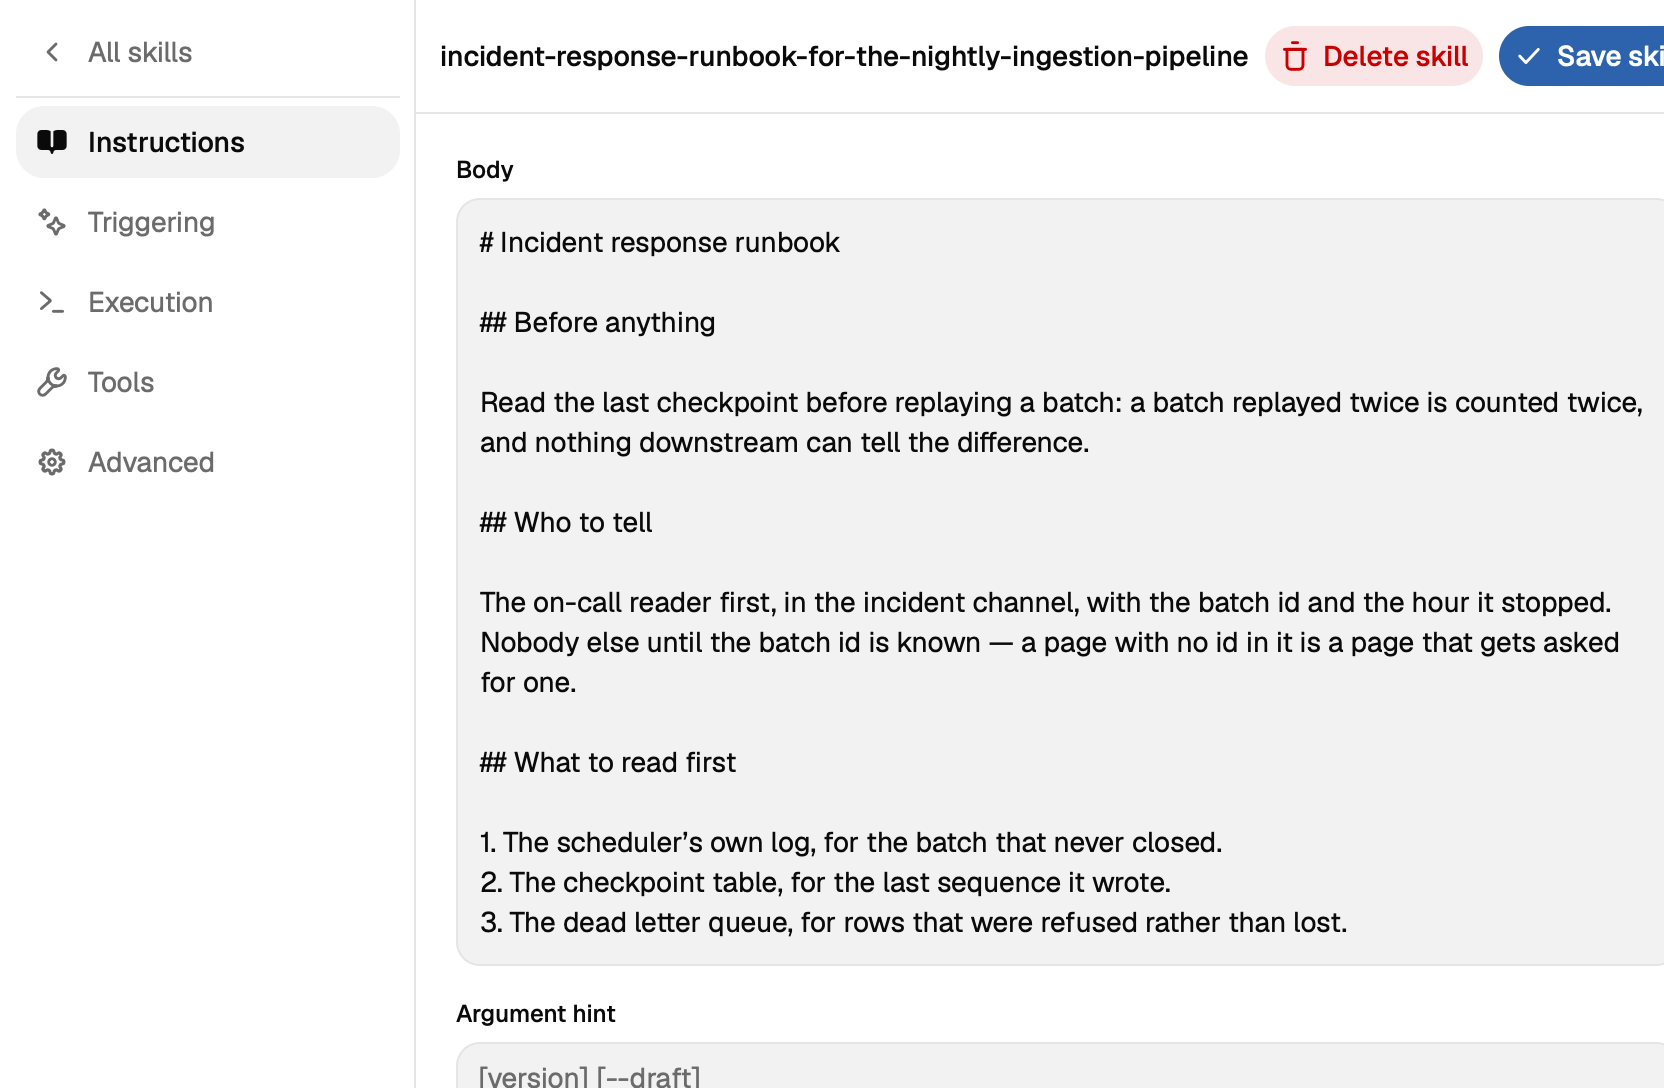 All skills
Instructions
Triggering
Execution
Tools
Advanced
incident-response-runbook-for-the-nightly-ingestion-pipeline
Delete skill
Save
Body
# Incident response runbook
## Before anything
Read the last checkpoint before replaying a batch: a batch replayed twice is counted twice,
and nothing downstream can tell the difference.
## Who to tell
The on-call reader first, in the incident channel, with the batch id and the hour it stopped.
Nobody else until the batch id is known — a page with no id in it is a page that gets asked
for one.
## What to read first
1. The scheduler’s own log, for the batch that never closed.
2. The checkpoint table, for the last sequence it wrote.
3. The dead letter queue, for rows that were refused rather than lost.
Argument hint
[version] [--draft]